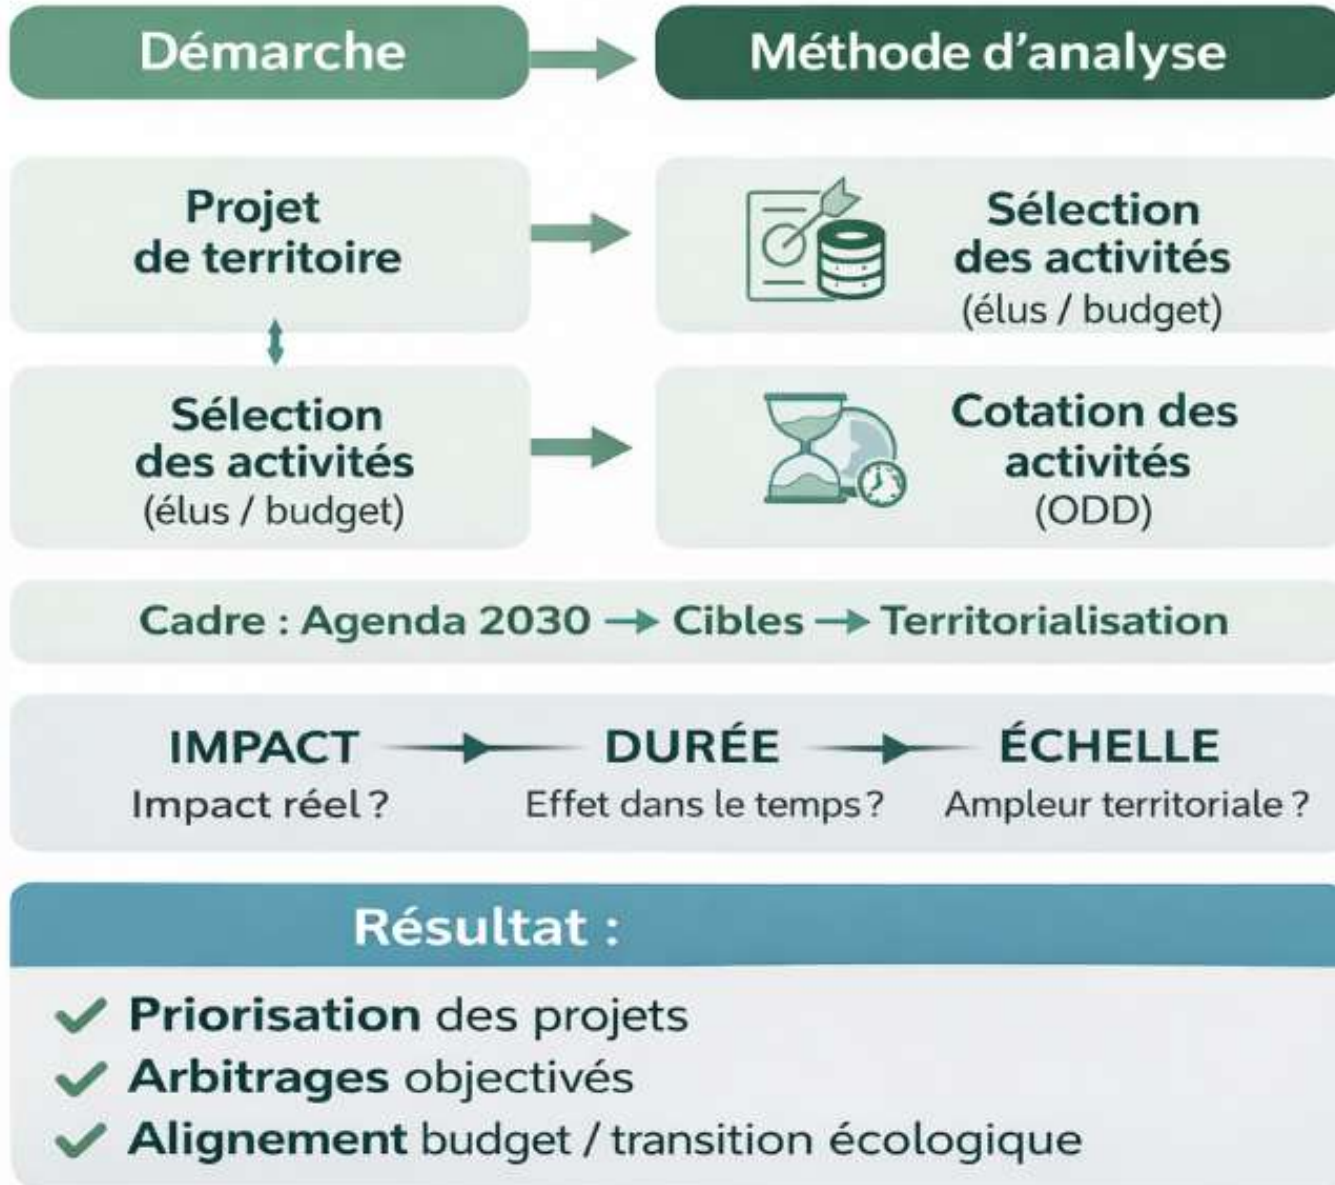 Démarche
Méthode d'analyse
Projet
de territoire
Sélection
des activités
(élus / budget)
Sélection
des activités
(élus / budget)
Cotation des
activités
(ODD)
Cadre : Agenda 2030 → Cibles → Territorialisation
IMPACT
DURÉE
ÉCHELLE
Impact réel ?
Effet dans le temps ?
Ampleur territoriale ?
Résultat :
✓ Priorisation des projets
✓ Arbitrages objectivés
✓ Alignement budget / transition écologique